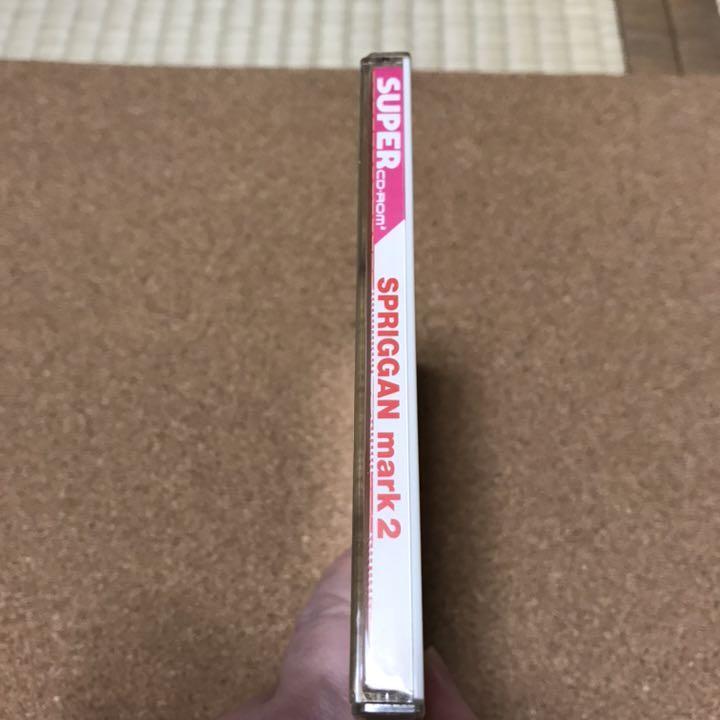 SUPER
CD-ROM²
SPRIGGAN mark 2